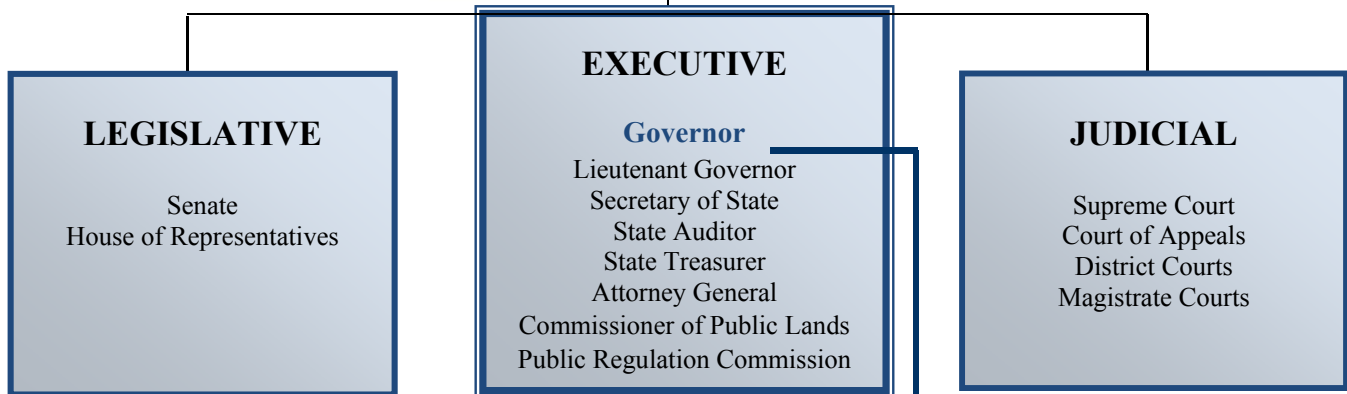 LEGISLATIVE
Senate
House of Representatives
EXECUTIVE
Governor
Lieutenant Governor
Secretary of State
State Auditor
State Treasurer
Attorney General
Commissioner of Public Lands
Public Regulation Commission
JUDICIAL
Supreme Court
Court of Appeals
District Courts
Magistrate Courts